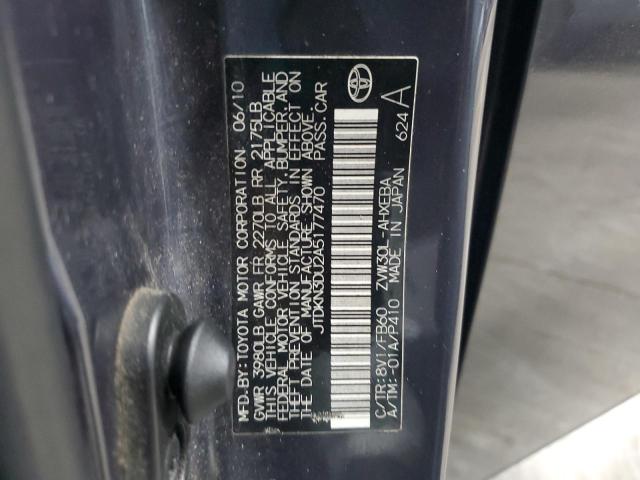 MFD.BY:TOYOTA MOTOR CORPORATION 06/10
GVWR 3980LB GAWR FR 2270LB RR 2175LB
THIS VEHICLE CONFORMS TO ALL APPLICABLE
FEDERAL MOTOR VEHICLE SAFETY, BUMPER, AND
THEFT PREVENTION STANDARDS IN EFFECT ON
THE DATE OF MANUFACTURE SHOWN ABOVE.
JTDKN3DU2A5177470 PASS.CAR
C/TR:8V1/FB60 ZVW30L-AHXEBA
A/TM:-01A/P410 MADE IN JAPAN 624 A